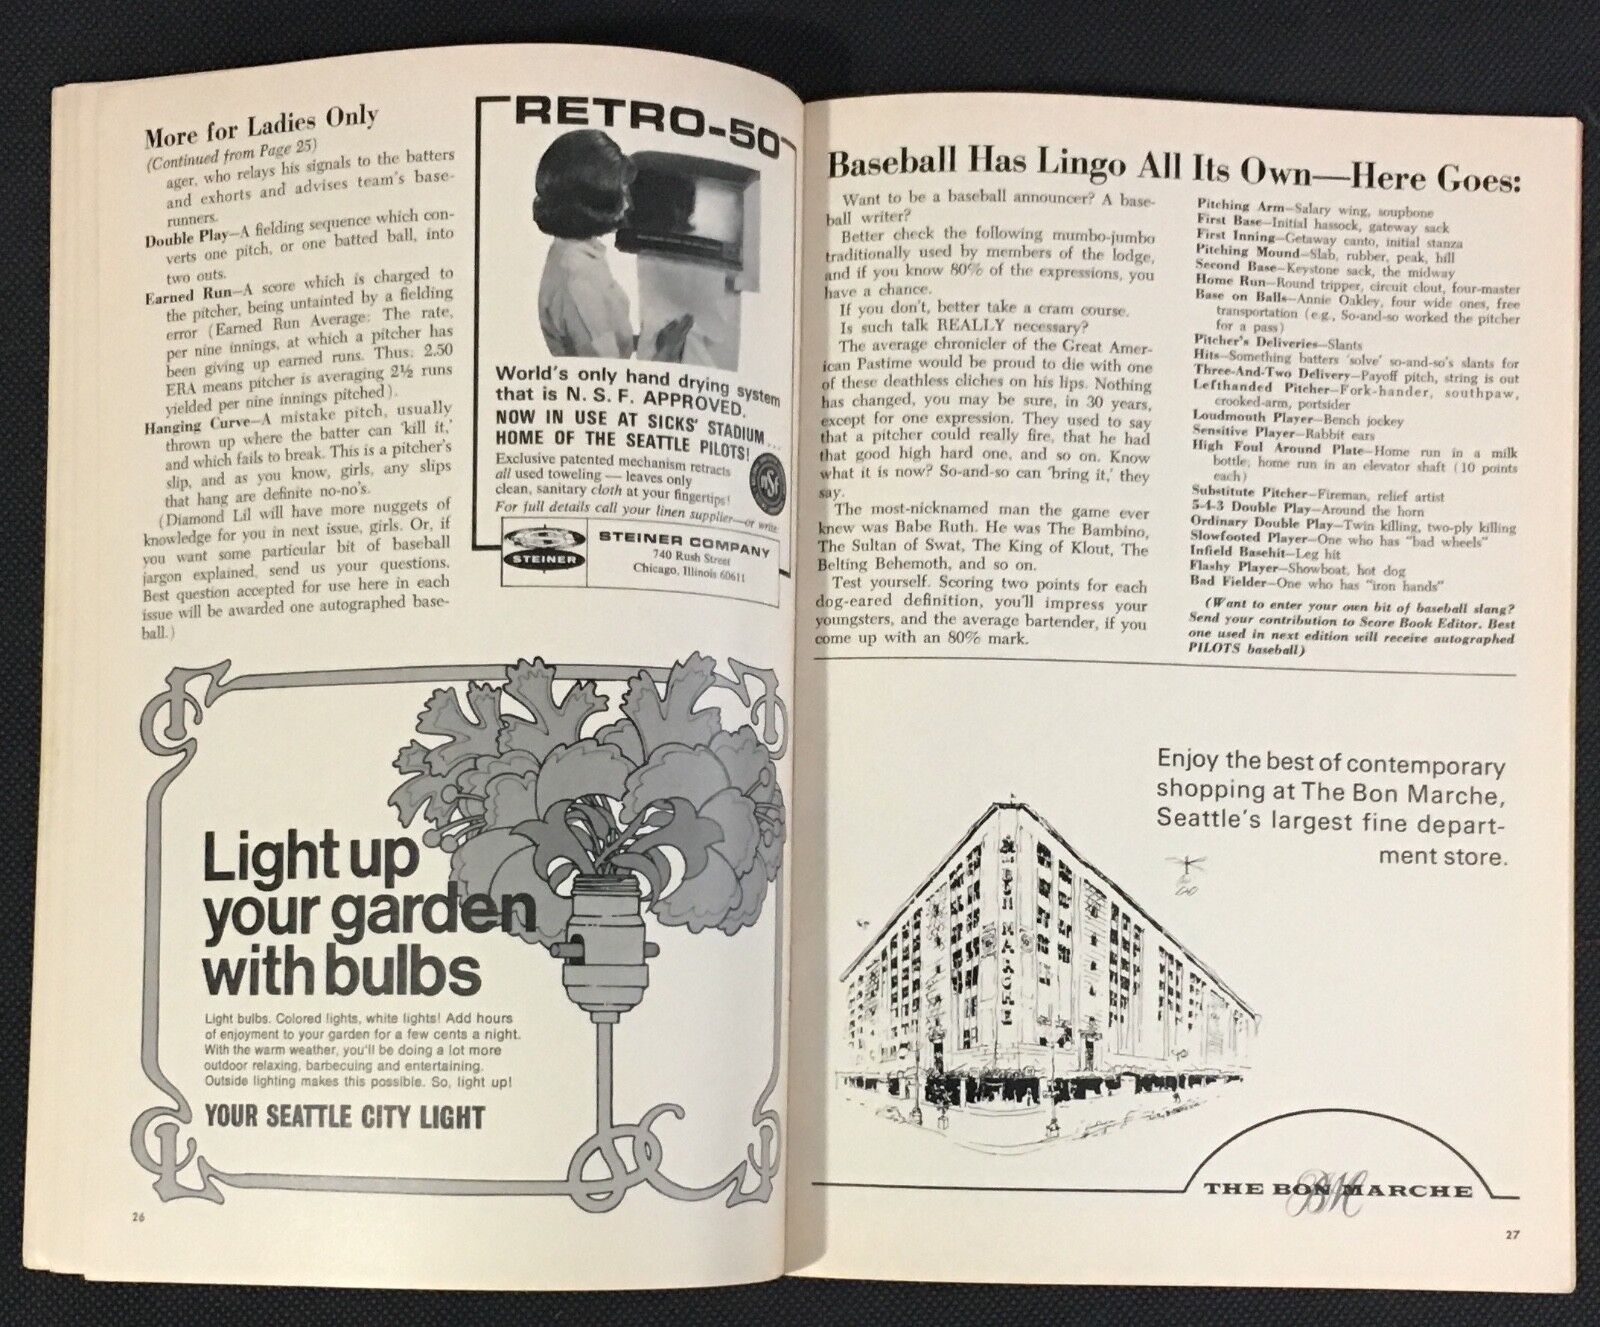 More for Ladies Only
(Continued from Page 25)
ager, who relays his signals to the batters
and exhorts and advises team's base-
runners.
Double Play—A fielding sequence which con-
verts one pitch, or one batted ball, into
two outs.
Earned Run—A score which is charged to
the pitcher, being untainted by a fielding
error (Earned Run Average: The rate,
per nine innings, at which a pitcher has
been giving up earned runs. Thus: 2.50
ERA means pitcher is averaging 2½ runs
yielded per nine innings pitched).
Hanging Curve—A mistake pitch, usually
thrown up where the batter can 'kill it,'
and which fails to break. This is a pitcher's
slip, and as you know, girls, any slips
that hang are definite no-no's.
(Diamond Lil will have more nuggets of
knowledge for you in next issue, girls. Or, if
you want some particular bit of baseball
jargon explained, send us your questions.
Best question accepted for use here in each
issue will be awarded one autographed base-
ball.)
RETRO-50
World's only hand drying system
that is N. S. F. APPROVED.
NOW IN USE AT SICKS' STADIUM...
HOME OF THE SEATTLE PILOTS!
Exclusive patented mechanism retracts
all used toweling — leaves only
clean, sanitary cloth at your fingertips!
For full details call your linen supplier—or write
NSF
STEINER
STEINER COMPANY
740 Rush Street
Chicago, Illinois 60611
Light up
your garden
with bulbs
Light bulbs. Colored lights, white lights! Add hours
of enjoyment to your garden for a few cents a night.
With the warm weather, you'll be doing a lot more
outdoor relaxing, barbecuing and entertaining.
Outside lighting makes this possible. So, light up!
YOUR SEATTLE CITY LIGHT
26
Baseball Has Lingo All Its Own—Here Goes:
Want to be a baseball announcer? A base-
ball writer?
Better check the following mumbo-jumbo
traditionally used by members of the lodge,
and if you know 80% of the expressions, you
have a chance.
If you don't, better take a cram course.
Is such talk REALLY necessary?
The average chronicler of the Great Amer-
ican Pastime would be proud to die with one
of these deathless cliches on his lips. Nothing
has changed, you may be sure, in 30 years,
except for one expression. They used to say
that a pitcher could really fire, that he had
that good high hard one, and so on. Know
what it is now? So-and-so can 'bring it,' they
say.
The most-nicknamed man the game ever
knew was Babe Ruth. He was The Bambino,
The Sultan of Swat, The King of Klout, The
Belting Behemoth, and so on.
Test yourself. Scoring two points for each
dog-eared definition, you'll impress your
youngsters, and the average bartender, if you
come up with an 80% mark.
Pitching Arm—Salary wing, soupbone
First Base—Initial hassock, gateway sack
First Inning—Getaway canto, initial stanza
Pitching Mound—Slab, rubber, peak, hill
Second Base—Keystone sack, the midway
Home Run—Round tripper, circuit clout, four-master
Base on Balls—Annie Oakley, four wide ones, free
transportation (e.g., So-and-so worked the pitcher
for a pass)
Pitcher's Deliveries—Slants
Hits—Something batters 'solve' so-and-so's slants for
Three-And-Two Delivery—Payoff pitch, string is out
Lefthanded Pitcher—Fork-hander, southpaw,
crooked-arm, portsider
Loudmouth Player—Bench jockey
Sensitive Player—Rabbit ears
High Foul Around Plate—Home run in a milk
bottle, home run in an elevator shaft (10 points
each)
Substitute Pitcher—Fireman, relief artist
5-4-3 Double Play—Around the horn
Ordinary Double Play—Twin killing, two-ply killing
Slowfooted Player—One who has "bad wheels"
Infield Basehit—Leg hit
Flashy Player—Showboat, hot dog
Bad Fielder—One who has "iron hands"
(Want to enter your own bit of baseball slang?
Send your contribution to Score Book Editor. Best
one used in next edition will receive autographed
PILOTS baseball)
Enjoy the best of contemporary
shopping at The Bon Marche,
Seattle's largest fine depart-
ment store.
THE BON MARCHE
BM
27